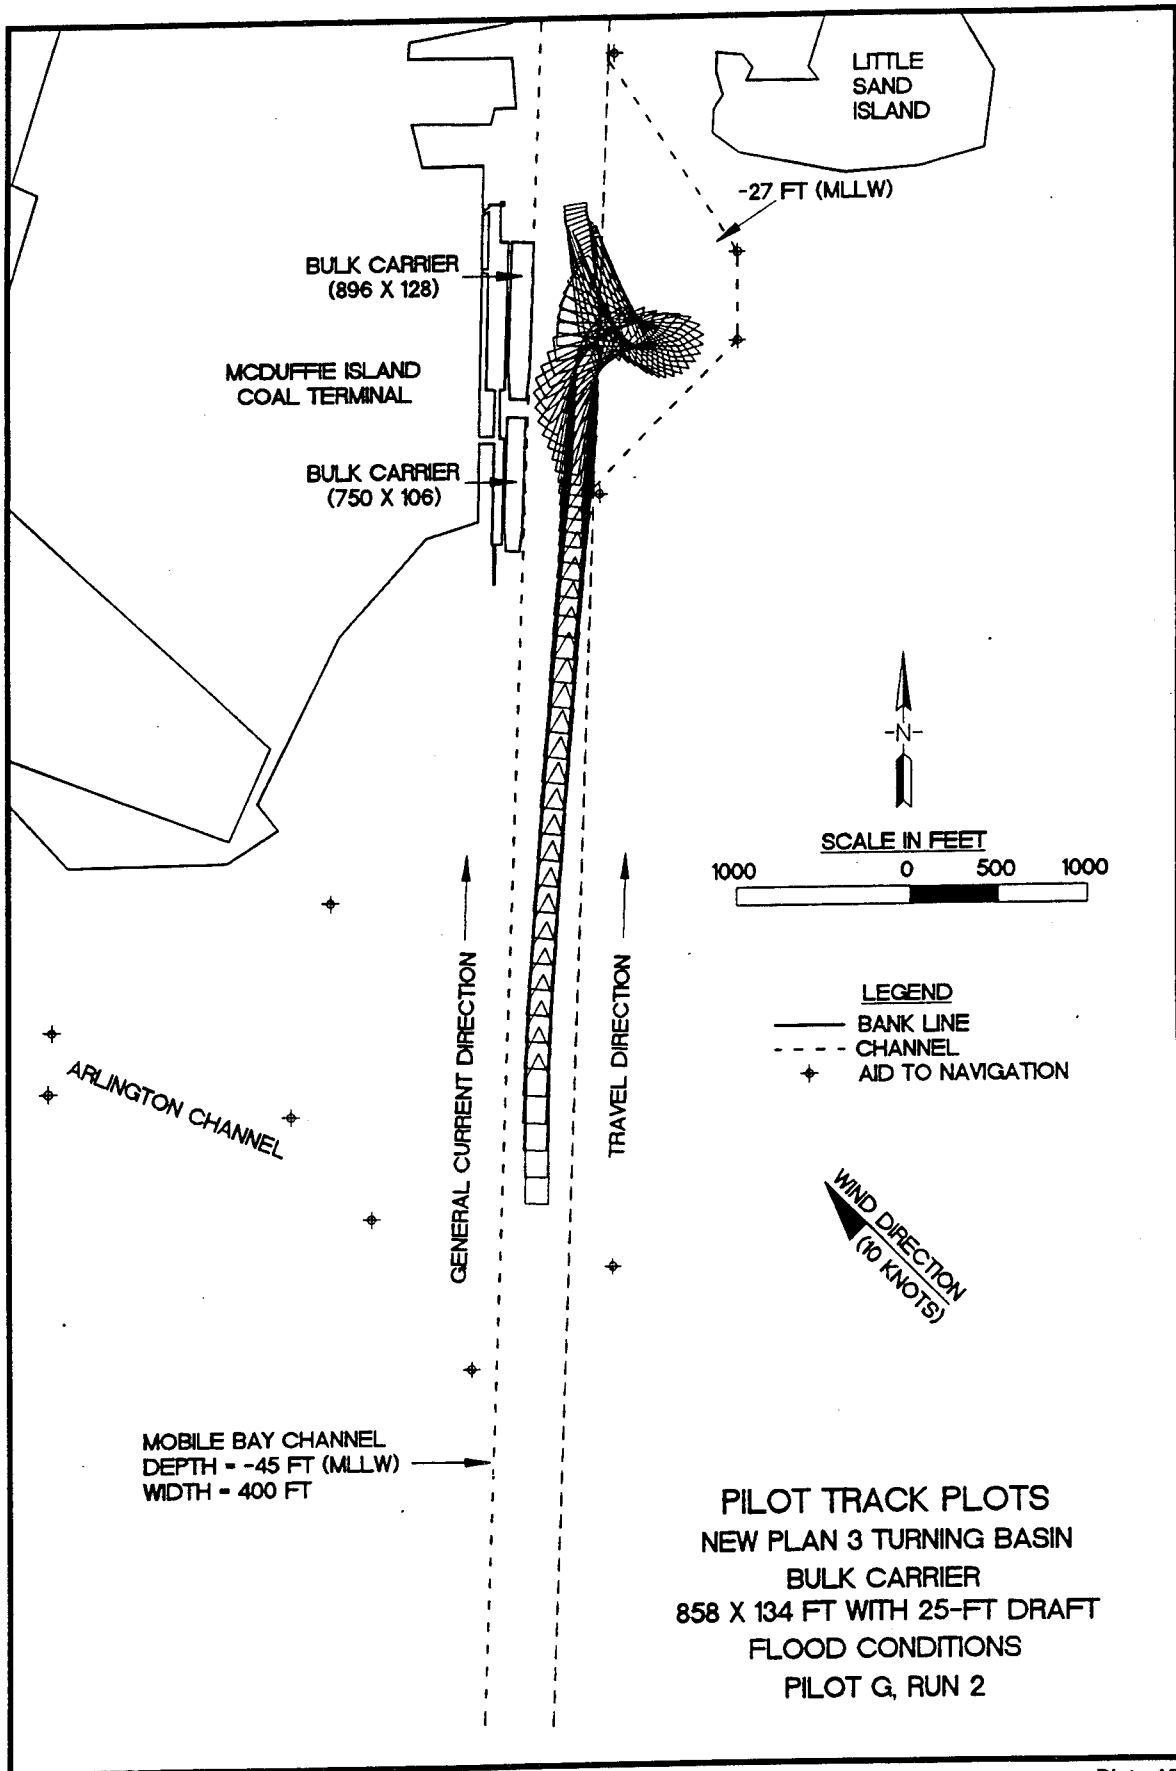 LITTLE
SAND
ISLAND
-27 FT (MLLW)
BULK CARRIER
(896 X 128)
MCDUFFIE ISLAND
COAL TERMINAL
BULK CARRIER
(750 X 106)
-N-
SCALE IN FEET
1000 0 500 1000
GENERAL CURRENT DIRECTION
TRAVEL DIRECTION
LEGEND
BANK LINE
CHANNEL
AID TO NAVIGATION
ARLINGTON CHANNEL
WIND DIRECTION
(10 KNOTS)
MOBILE BAY CHANNEL
DEPTH = -45 FT (MLLW)
WIDTH = 400 FT
PILOT TRACK PLOTS
NEW PLAN 3 TURNING BASIN
BULK CARRIER
858 X 134 FT WITH 25-FT DRAFT
FLOOD CONDITIONS
PILOT G, RUN 2